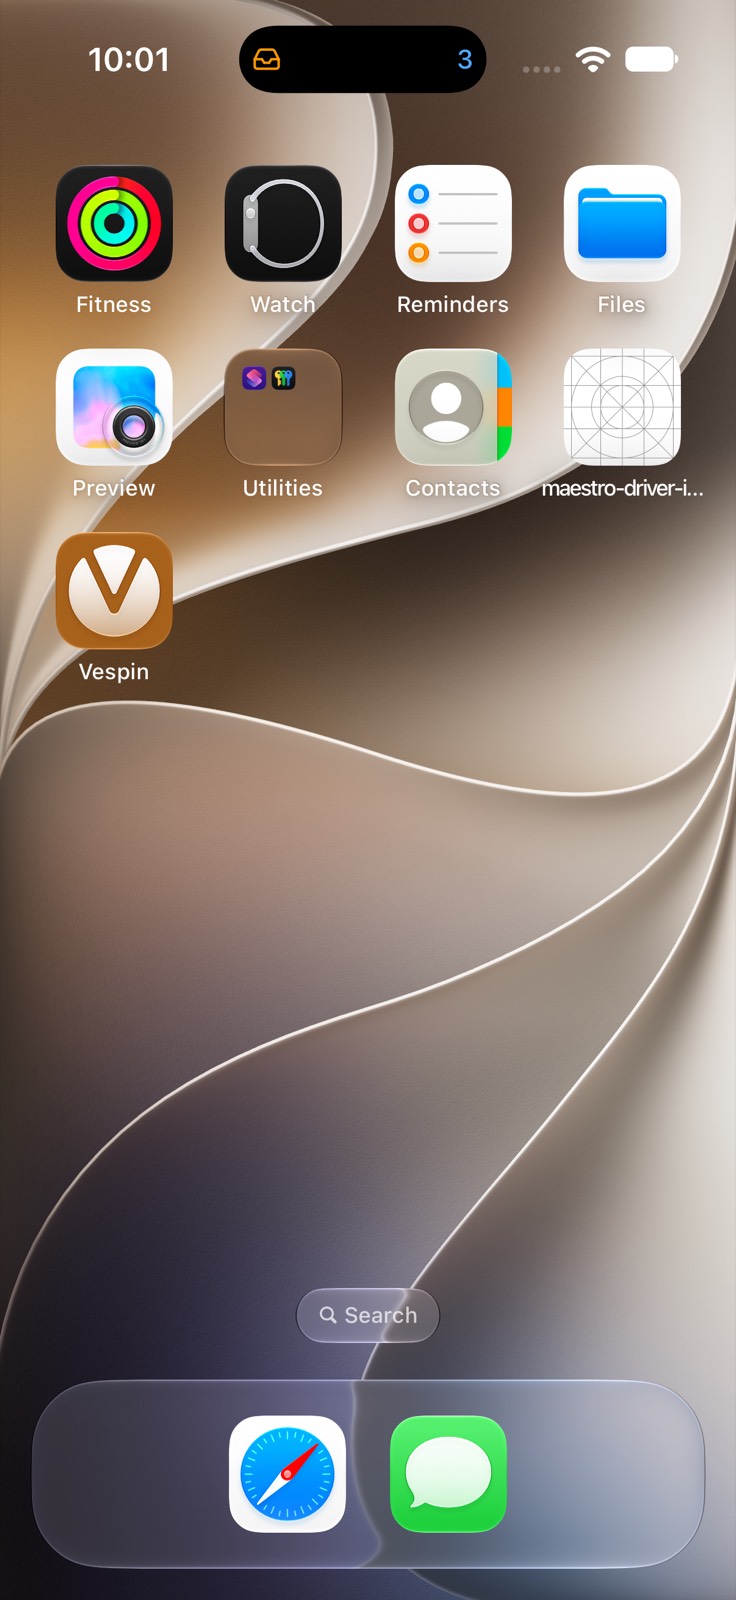 10:01
3
Fitness
Watch
Reminders
Files
Preview
Utilities
Contacts
maestro-driver-i...
Vespin
Search